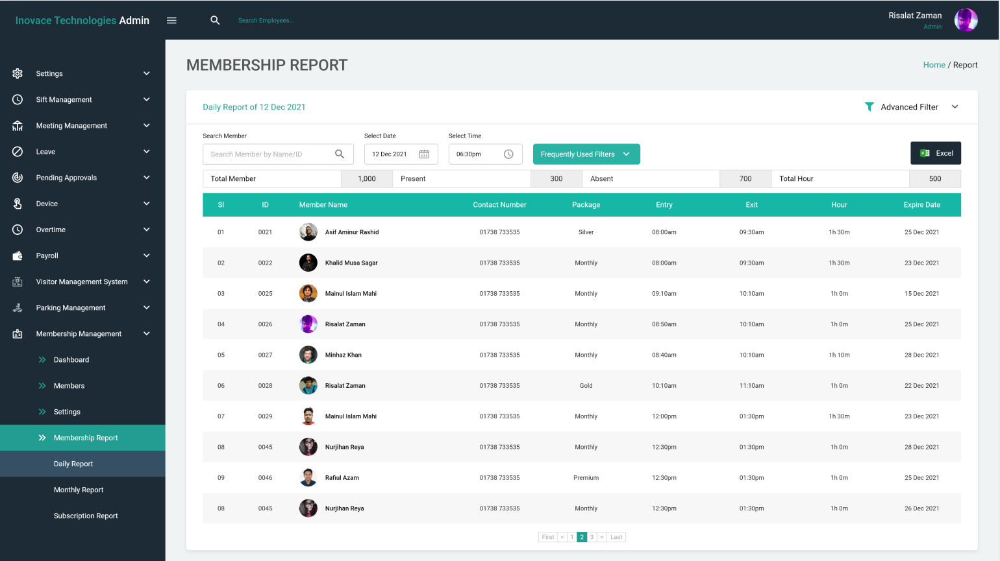 Inovace Technologies Admin
Search Employees...
Risalat Zaman
Admin
Settings
Sift Management
Meeting Management
Leave
Pending Approvals
Device
Overtime
Payroll
Visitor Management System
Parking Management
Membership Management
Dashboard
Members
Settings
Membership Report
Daily Report
Monthly Report
Subscription Report
MEMBERSHIP REPORT
Home / Report
Daily Report of 12 Dec 2021
Advanced Filter
Search Member
Select Date
Select Time
Search Member by Name/ID
12 Dec 2021
06:30pm
Frequently Used Filters
Excel
Total Member 1,000 Present 300 Absent 700 Total Hour 500
Sl ID Member Name Contact Number Package Entry Exit Hour Expire Date
01 0021 Asif Aminur Rashid 01738 733535 Silver 08:00am 09:30am 1h 30m 25 Dec 2021
02 0022 Khalid Musa Sagar 01738 733535 Monthly 08:00am 09:30am 1h 30m 23 Dec 2021
03 0025 Mainul Islam Mahi 01738 733535 Monthly 09:10am 10:10am 1h 0m 15 Dec 2021
04 0026 Risalat Zaman 01738 733535 Monthly 08:50am 10:10am 1h 0m 25 Dec 2021
05 0027 Minhaz Khan 01738 733535 Monthly 08:40am 10:10am 1h 10m 28 Dec 2021
06 0028 Risalat Zaman 01738 733535 Gold 10:10am 11:10am 1h 0m 22 Dec 2021
07 0029 Mainul Islam Mahi 01738 733535 Monthly 12:00pm 01:30pm 1h 30m 23 Dec 2021
08 0045 Nurjihan Reya 01738 733535 Monthly 12:30pm 01:30pm 1h 0m 28 Dec 2021
09 0046 Rafiul Azam 01738 733535 Premium 12:30pm 01:30pm 1h 0m 25 Dec 2021
08 0045 Nurjihan Reya 01738 733535 Monthly 12:30pm 01:30pm 1h 0m 26 Dec 2021
First < 1 2 3 > Last